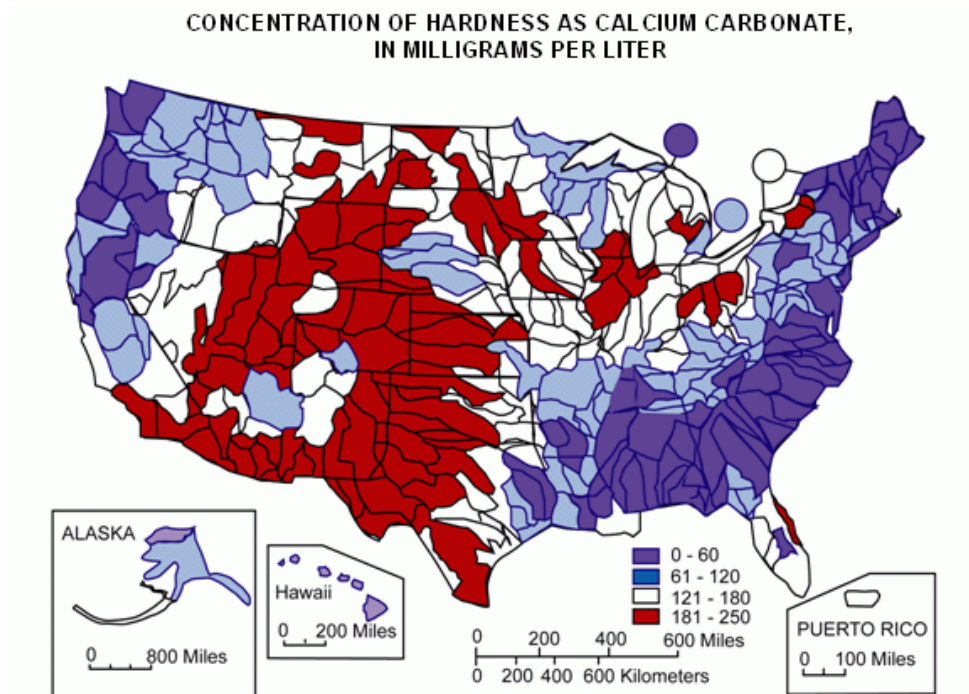 CONCENTRATION OF HARDNESS AS CALCIUM CARBONATE,
IN MILLIGRAMS PER LITER
ALASKA
0 800 Miles
Hawaii
0 200 Miles
0 - 60
61 - 120
121 - 180
181 - 250
0 200 400 600 Miles
0 200 400 600 Kilometers
PUERTO RICO
0 100 Miles